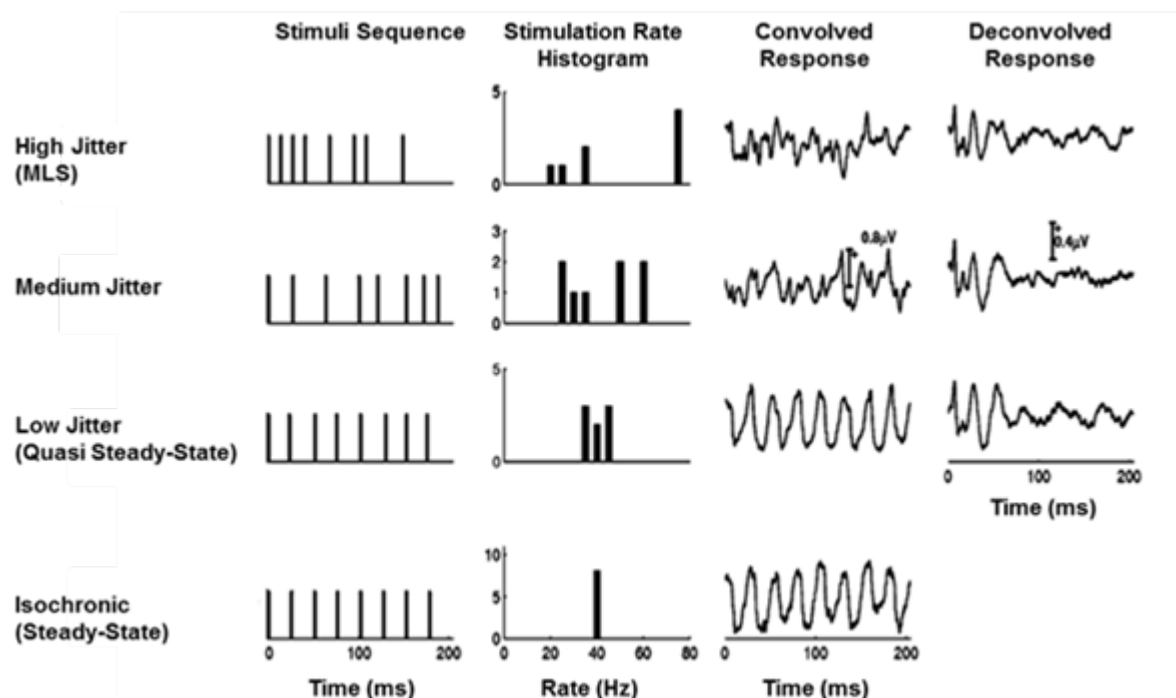 Stimuli Sequence
Stimulation Rate
Histogram
Convolved
Response
Deconvolved
Response
High Jitter
(MLS)
5
0
Medium Jitter
3
2
1
0
0.8μV
+
0.4μV
+
Low Jitter
(Quasi Steady-State)
5
0
0 100 200
Time (ms)
Isochronic
(Steady-State)
10
5
0
0 100 200
0 20 40 60 80
0 100 200
Time (ms)
Rate (Hz)
Time (ms)